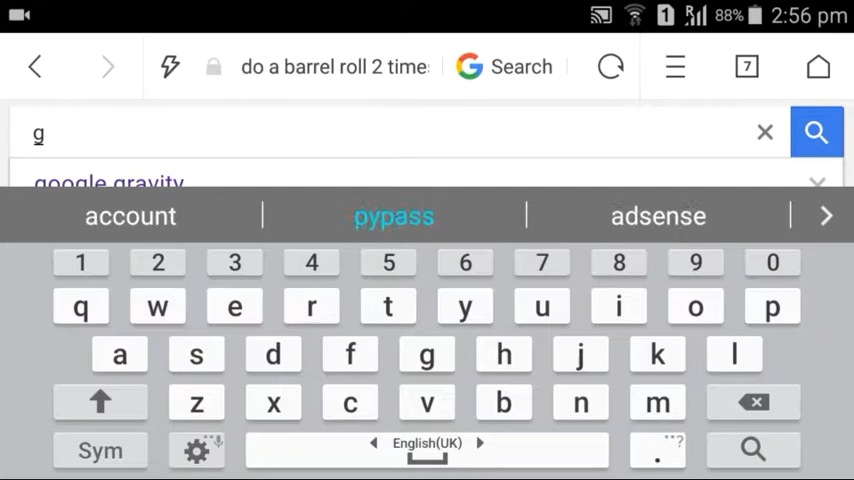 1 R 88% 2:56 pm
do a barrel roll 2 time: G Search 7
g
google gravity
account pypass adsense
1 2 3 4 5 6 7 8 9 0
q w e r t y u i o p
a s d f g h j k l
z x c v b n m
Sym English(UK) . ...?